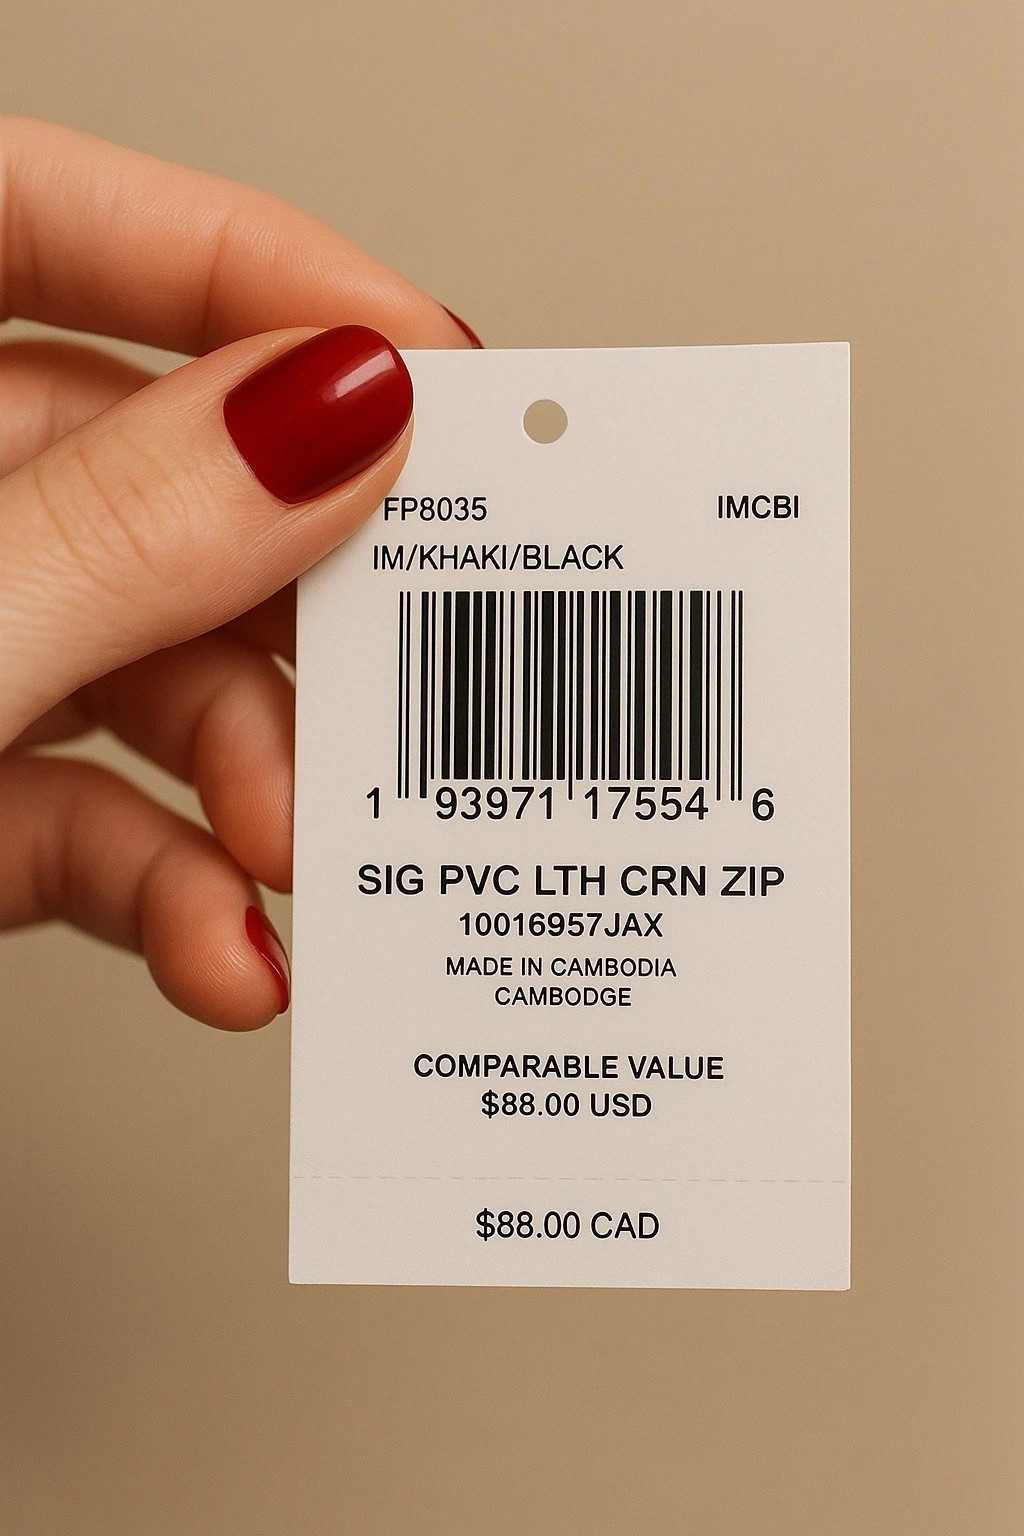 FP8035 IMCBI
IM/KHAKI/BLACK
1 93971 17554 6
SIG PVC LTH CRN ZIP
10016957JAX
MADE IN CAMBODIA
CAMBODGE
COMPARABLE VALUE
$88.00 USD
$88.00 CAD